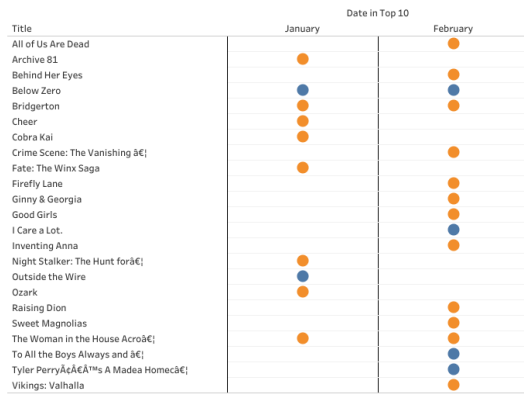 Date in Top 10
Title January February
All of Us Are Dead
Archive 81
Behind Her Eyes
Below Zero
Bridgerton
Cheer
Cobra Kai
Crime Scene: The Vanishing â€¦
Fate: The Winx Saga
Firefly Lane
Ginny & Georgia
Good Girls
I Care a Lot.
Inventing Anna
Night Stalker: The Hunt forâ€¦
Outside the Wire
Ozark
Raising Dion
Sweet Magnolias
The Woman in the House Acroâ€¦
To All the Boys Always and â€¦
Tyler PerryÃ¢Â€Â™s A Madea Homecâ€¦
Vikings: Valhalla